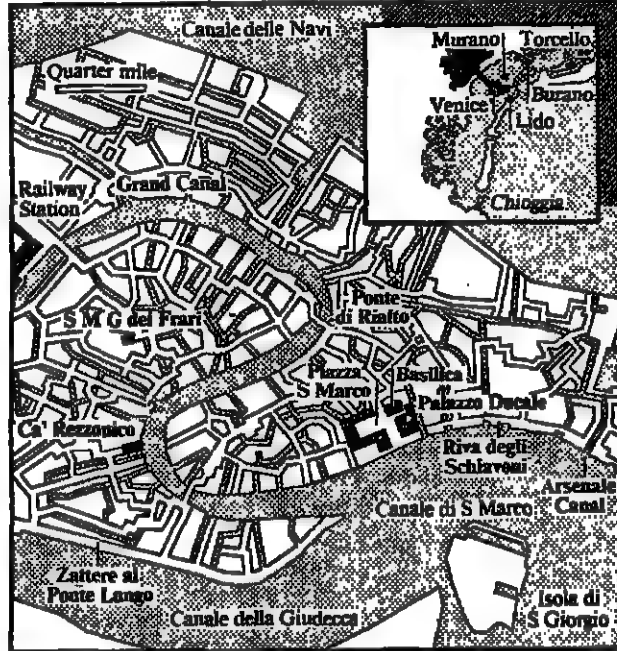 Canale delle Navi
Quarter mile
Murano
Torcello
Venice
Burano
Lido
Chioggia
Railway
Station
Grand Canal
S M G dei Frari
Ponte
di Rialto
Piazza
S Marco
Basilica
Palazzo Ducale
Ca' Rezzonico
Riva degli
Schiavoni
Arsenale
Canal
Canale di S Marco
Zattere al
Ponte Lungo
Canale della Giudecca
Isola di
S Giorgio